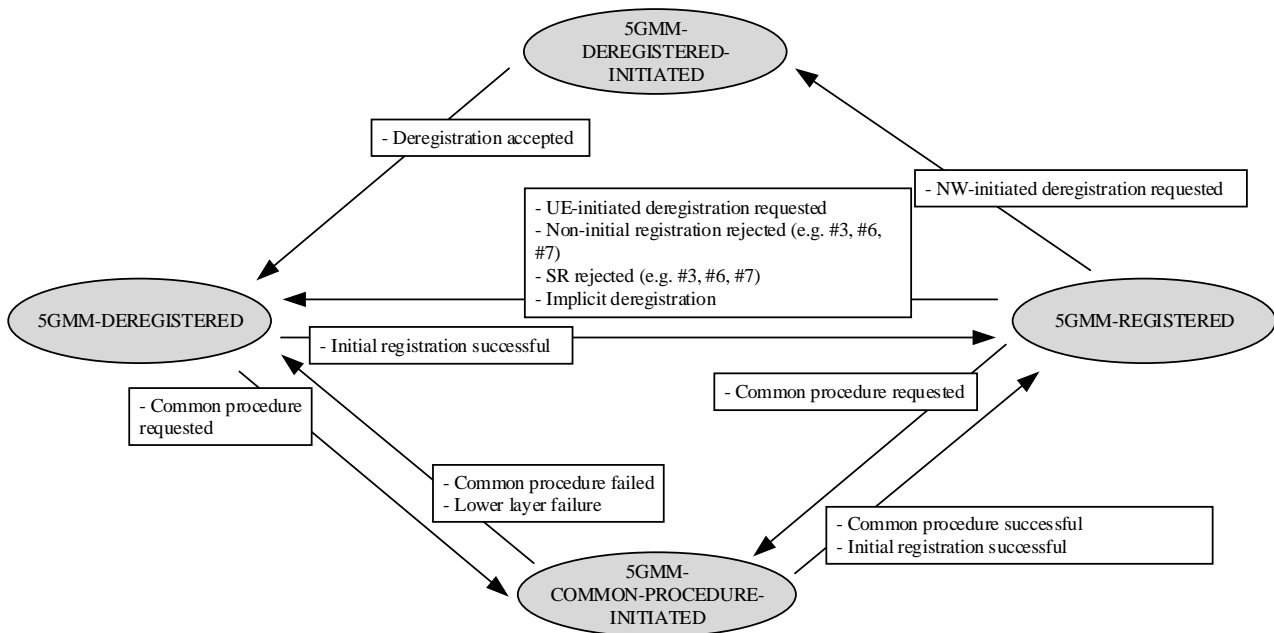 5GMM-
DEREGISTERED-
INITIATED
- Deregistration accepted
- NW-initiated deregistration requested
- UE-initiated deregistration requested
- Non-initial registration rejected (e.g. #3, #6,
#7)
- SR rejected (e.g. #3, #6, #7)
- Implicit deregistration
5GMM-DEREGISTERED
5GMM-REGISTERED
- Initial registration successful
- Common procedure
requested
- Common procedure requested
- Common procedure failed
- Lower layer failure
- Common procedure successful
- Initial registration successful
5GMM-
COMMON-PROCEDURE-
INITIATED